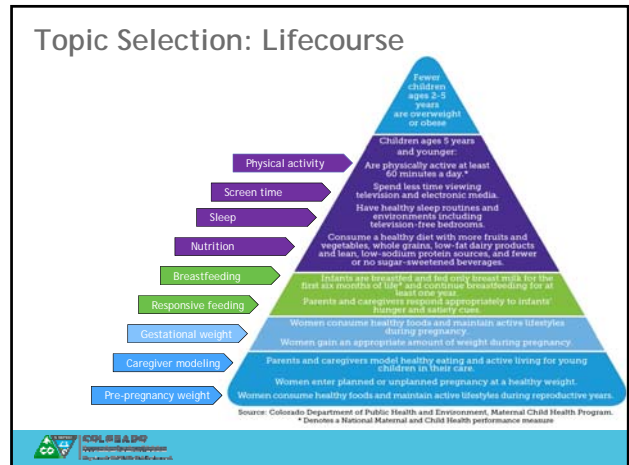 Topic Selection: Lifecourse
Fewer
children
ages 2-5
years
are overweight
or obese
Children ages 5 years
and younger:
Physical activity
Are physically active at least
60 minutes a day.*
Screen time
Spend less time viewing
television and electronic media.
Sleep
Have healthy sleep routines and
environments including
television-free bedrooms.
Nutrition
Consume a healthy diet with more fruits and
vegetables, whole grains, low-fat dairy products
and lean, low-sodium protein sources, and fewer
or no sugar-sweetened beverages.
Breastfeeding
Infants are breastfed and fed only breast milk for the
first six months of life* and continue breastfeeding for at
least one year.
Responsive feeding
Parents and caregivers respond appropriately to infants'
hunger and satiety cues.
Gestational weight
Women consume healthy foods and maintain active lifestyles
during pregnancy.
Women gain an appropriate amount of weight during pregnancy.
Caregiver modeling
Parents and caregivers model healthy eating and active living for young
children in their care.
Women enter planned or unplanned pregnancy at a healthy weight.
Pre-pregnancy weight
Women consume healthy foods and maintain active lifestyles during reproductive years.
Source: Colorado Department of Public Health and Environment, Maternal Child Health Program.
* Denotes a National Maternal and Child Health performance measure
CO
COLORADO